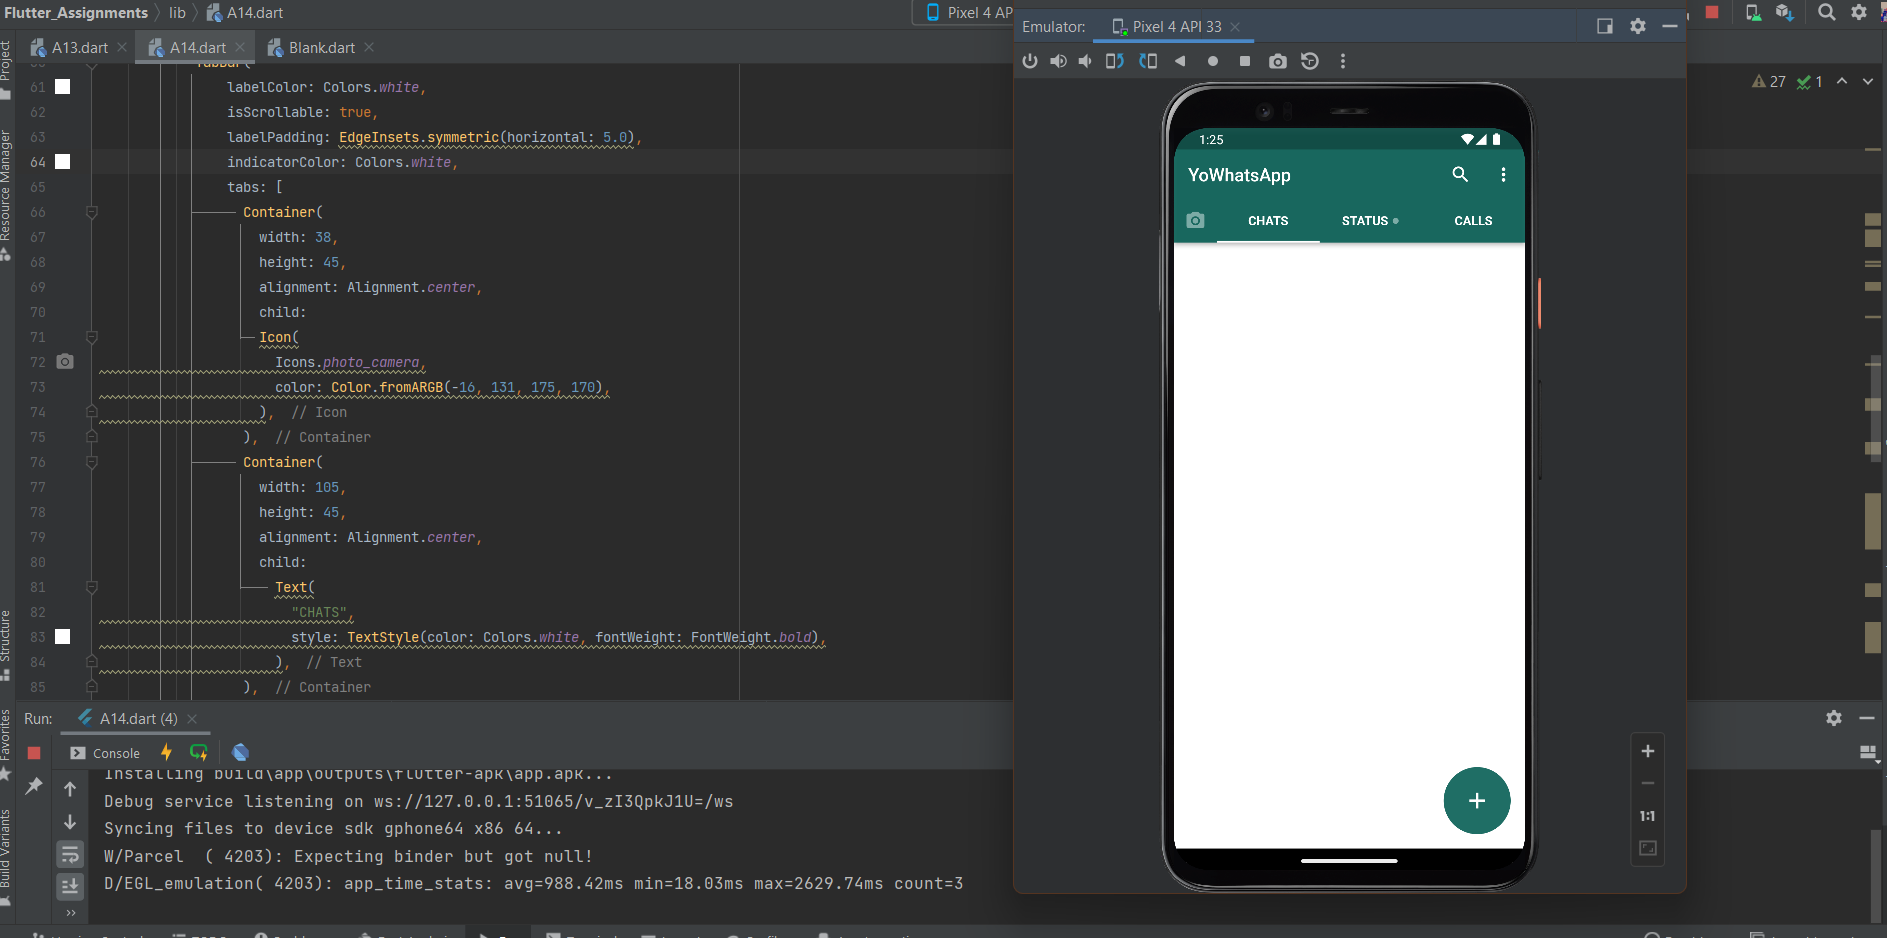 Flutter_Assignments lib A14.dart
Pixel 4 AP
A13.dart
A14.dart
Blank.dart
Project
Resource Manager
Structure
Favorites
Build Variants
61 labelColor: Colors.white,
62 isScrollable: true,
63 labelPadding: EdgeInsets.symmetric(horizontal: 5.0),
64 indicatorColor: Colors.white,
65 tabs: [
66 Container(
67 width: 38,
68 height: 45,
69 alignment: Alignment.center,
70 child:
71 Icon(
72 Icons.photo_camera,
73 color: Color.fromARGB(-16, 131, 175, 170),
74 ), // Icon
75 ), // Container
76 Container(
77 width: 105,
78 height: 45,
79 alignment: Alignment.center,
80 child:
81 Text(
82 "CHATS",
83 style: TextStyle(color: Colors.white, fontWeight: FontWeight.bold),
84 ), // Text
85 ), // Container
27 1
Emulator: Pixel 4 API 33
1:25
YoWhatsApp
CHATS STATUS CALLS
+
1:1
Run: A14.dart (4)
Console
Installing build\app\outputs\flutter-apk\app.apk...
Debug service listening on ws://127.0.0.1:51065/v_zI3QpkJ1U=/ws
Syncing files to device sdk gphone64 x86 64...
W/Parcel ( 4203): Expecting binder but got null!
D/EGL_emulation( 4203): app_time_stats: avg=988.42ms min=18.03ms max=2629.74ms count=3